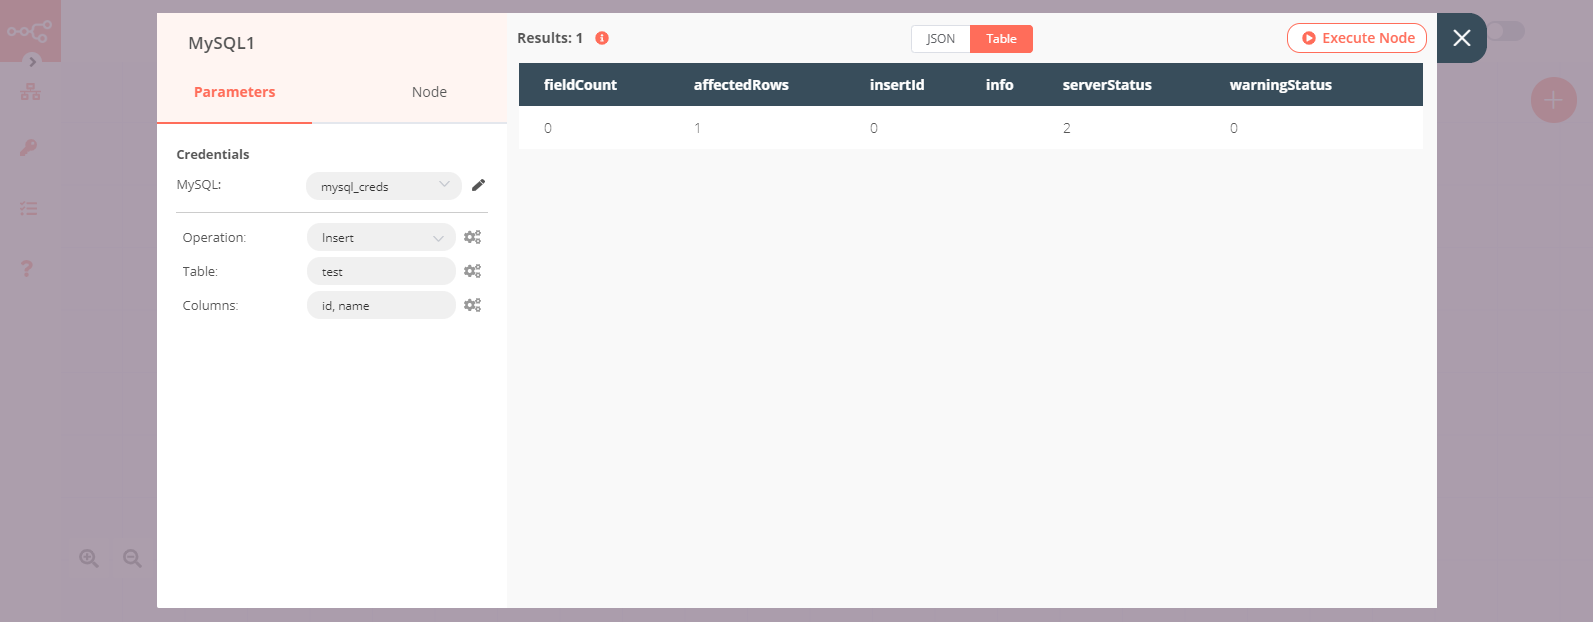 MySQL1
Parameters
Node
Credentials
MySQL:
mysql_creds
Operation:
Insert
Table:
test
Columns:
id, name
Results: 1
JSON
Table
Execute Node
fieldCount affectedRows insertId info serverStatus warningStatus
0 1 0 2 0